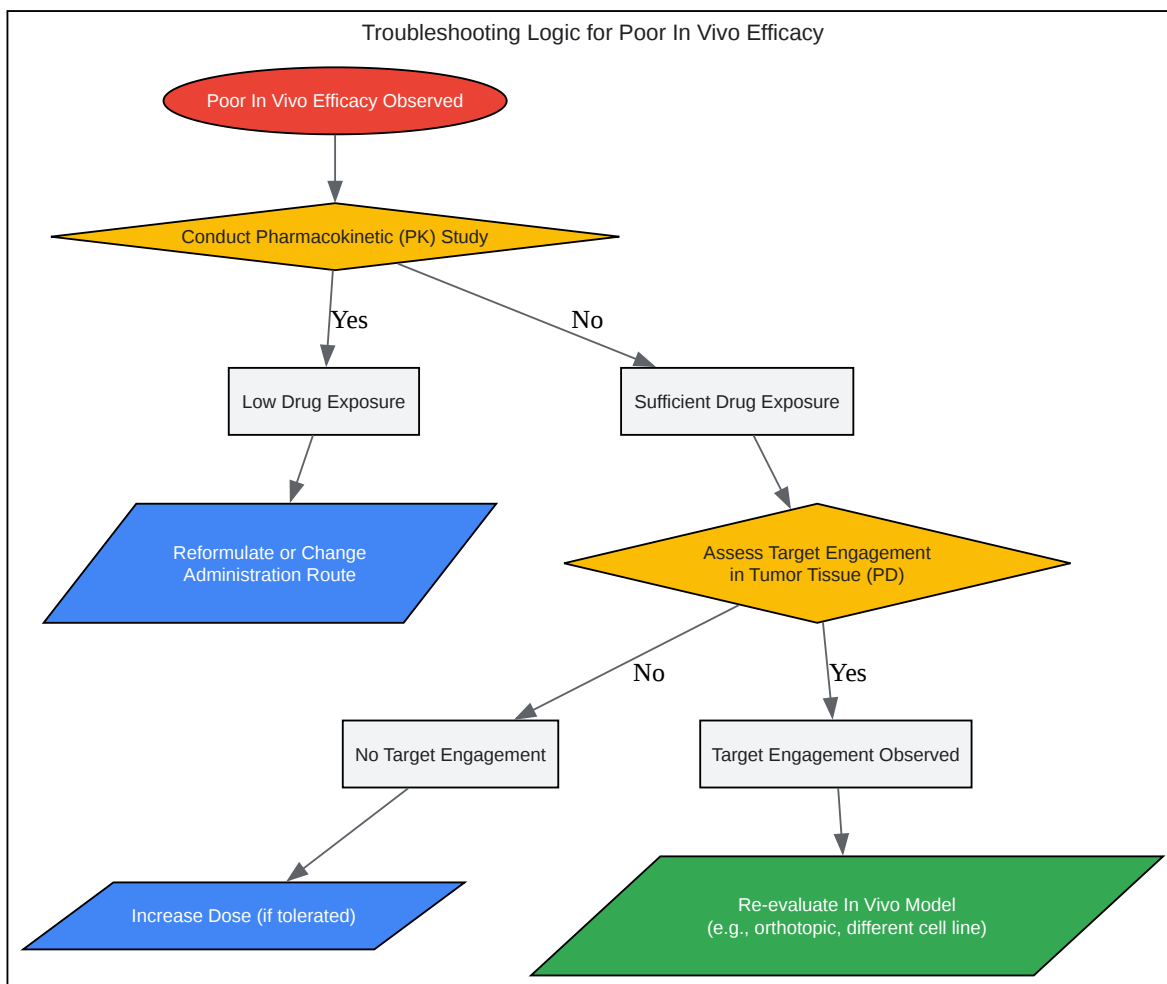 Troubleshooting Logic for Poor In Vivo Efficacy
Poor In Vivo Efficacy Observed
Conduct Pharmacokinetic (PK) Study
Yes
No
Low Drug Exposure
Sufficient Drug Exposure
Reformulate or Change
Administration Route
Assess Target Engagement
in Tumor Tissue (PD)
No
Yes
No Target Engagement
Target Engagement Observed
Increase Dose (if tolerated)
Re-evaluate In Vivo Model
(e.g., orthotopic, different cell line)